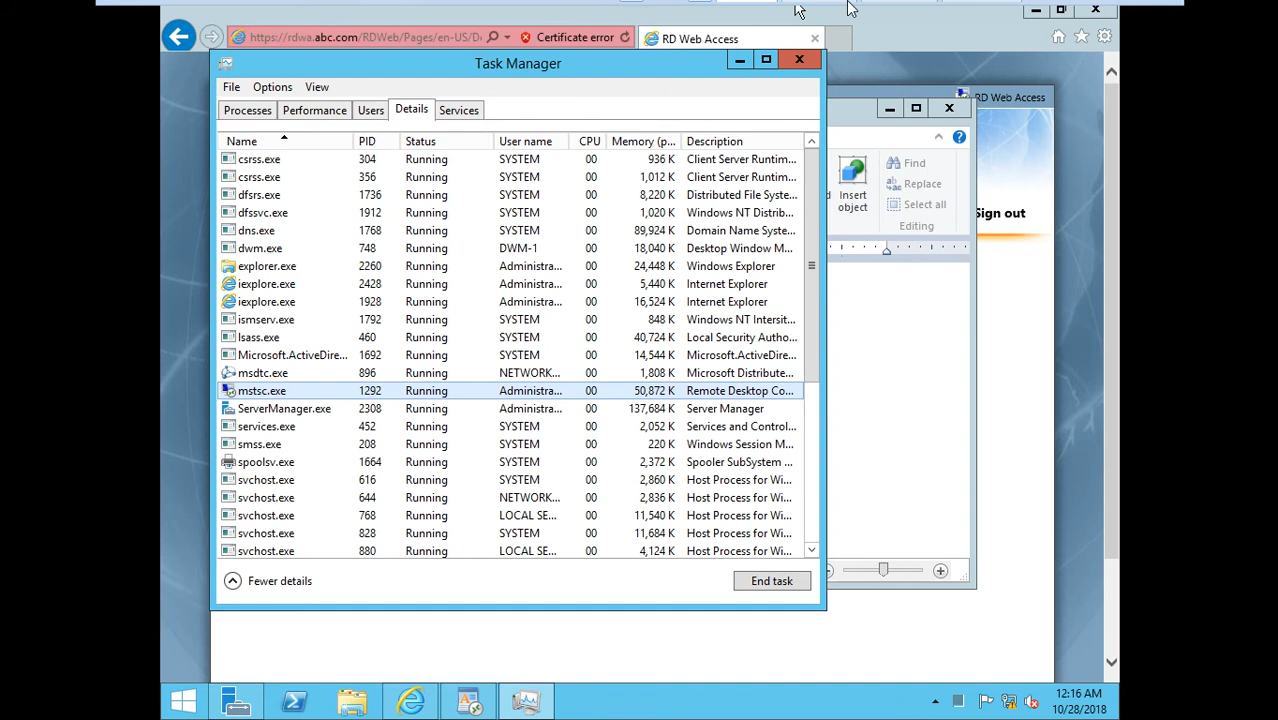 https://rdwa.abc.com/RDWeb/Pages/en-US/D
Certificate error
RD Web Access
Task Manager
RD Web Access
File Options View
Processes Performance Users Details Services
Name PID Status User name CPU Memory (p... Description
csrss.exe 304 Running SYSTEM 00 936 K Client Server Runtim...
csrss.exe 356 Running SYSTEM 00 1,012 K Client Server Runtim...
dfsrs.exe 1736 Running SYSTEM 00 8,220 K Distributed File Syste...
dfssvc.exe 1912 Running SYSTEM 00 1,020 K Windows NT Distrib...
dns.exe 1768 Running SYSTEM 00 89,924 K Domain Name Syste...
dwm.exe 748 Running DWM-1 00 18,040 K Desktop Window M...
explorer.exe 2260 Running Administra... 00 24,448 K Windows Explorer
iexplore.exe 2428 Running Administra... 00 5,440 K Internet Explorer
iexplore.exe 1928 Running Administra... 00 16,524 K Internet Explorer
ismserv.exe 1792 Running SYSTEM 00 848 K Windows NT Intersit...
lsass.exe 460 Running SYSTEM 00 40,724 K Local Security Autho...
Microsoft.ActiveDire... 1692 Running SYSTEM 00 14,544 K Microsoft.ActiveDire...
msdtc.exe 896 Running NETWORK... 00 1,808 K Microsoft Distribute...
mstsc.exe 1292 Running Administra... 00 50,872 K Remote Desktop Co...
ServerManager.exe 2308 Running Administra... 00 137,684 K Server Manager
services.exe 452 Running SYSTEM 00 2,052 K Services and Control...
smss.exe 208 Running SYSTEM 00 220 K Windows Session M...
spoolsv.exe 1664 Running SYSTEM 00 2,372 K Spooler SubSystem ...
svchost.exe 616 Running SYSTEM 00 2,860 K Host Process for Wi...
svchost.exe 644 Running NETWORK... 00 2,836 K Host Process for Wi...
svchost.exe 768 Running LOCAL SE... 00 11,540 K Host Process for Wi...
svchost.exe 828 Running SYSTEM 00 11,684 K Host Process for Wi...
svchost.exe 880 Running LOCAL SE... 00 4,124 K Host Process for Wi...
Fewer details
End task
Insert
object
Find
Replace
Select all
Editing
Sign out
12:16 AM
10/28/2018